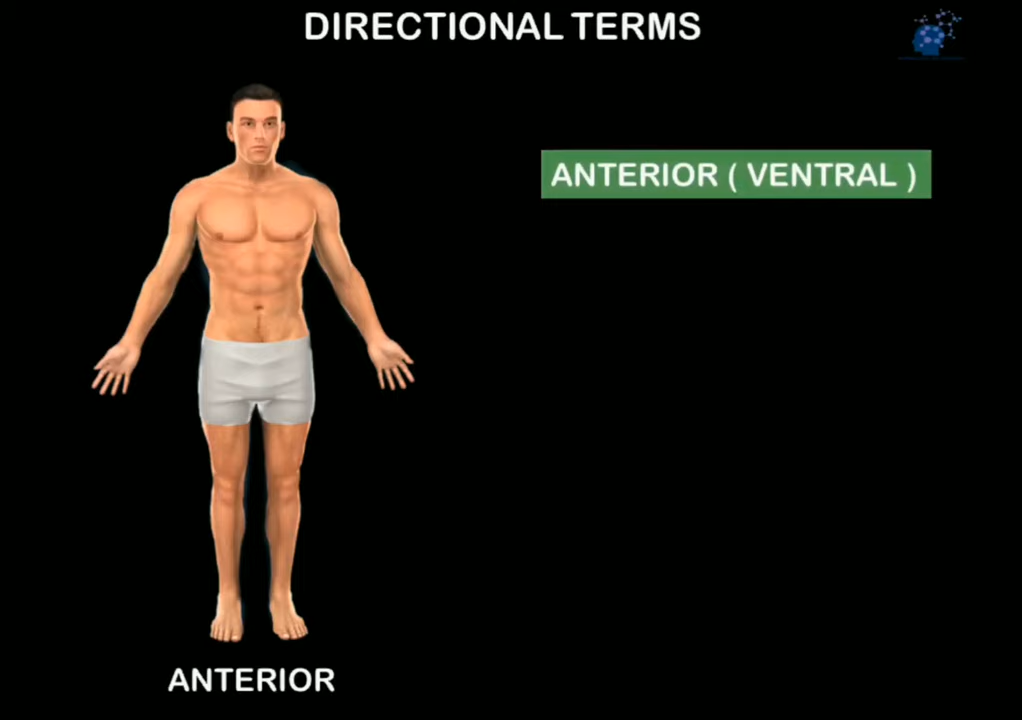 DIRECTIONAL TERMS
ANTERIOR ( VENTRAL )
ANTERIOR